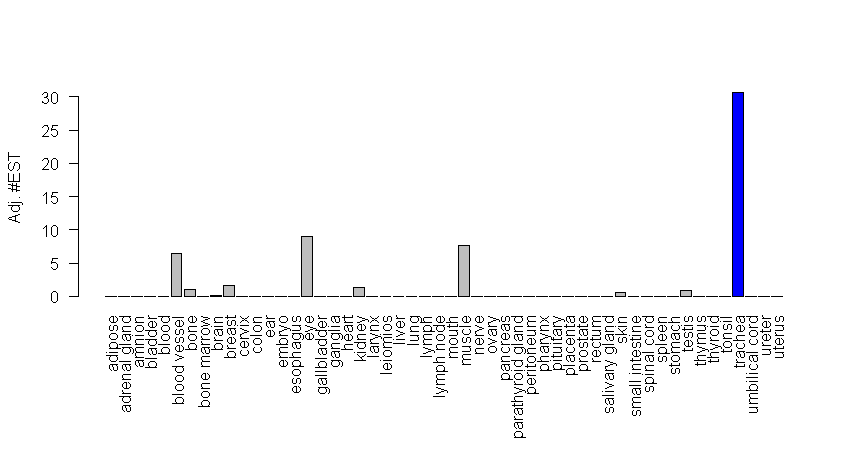 Adj. #EST
30
25
20
15
10
5
0
adipose
adrenal gland
amnion
bladder
blood
blood vessel
bone
bone marrow
brain
breast
cervix
colon
ear
embryo
esophagus
eye
gallbladder
ganglia
heart
kidney
larynx
leiomios
liver
lung
lymph
lymph node
mouth
muscle
nerve
ovary
pancreas
parathyroid gland
peritoneum
pharynx
pituitary
placenta
prostate
rectum
salivary gland
skin
small intestine
spinal cord
spleen
stomach
testis
thymus
thyroid
tonsil
trachea
umbilical cord
ureter
uterus